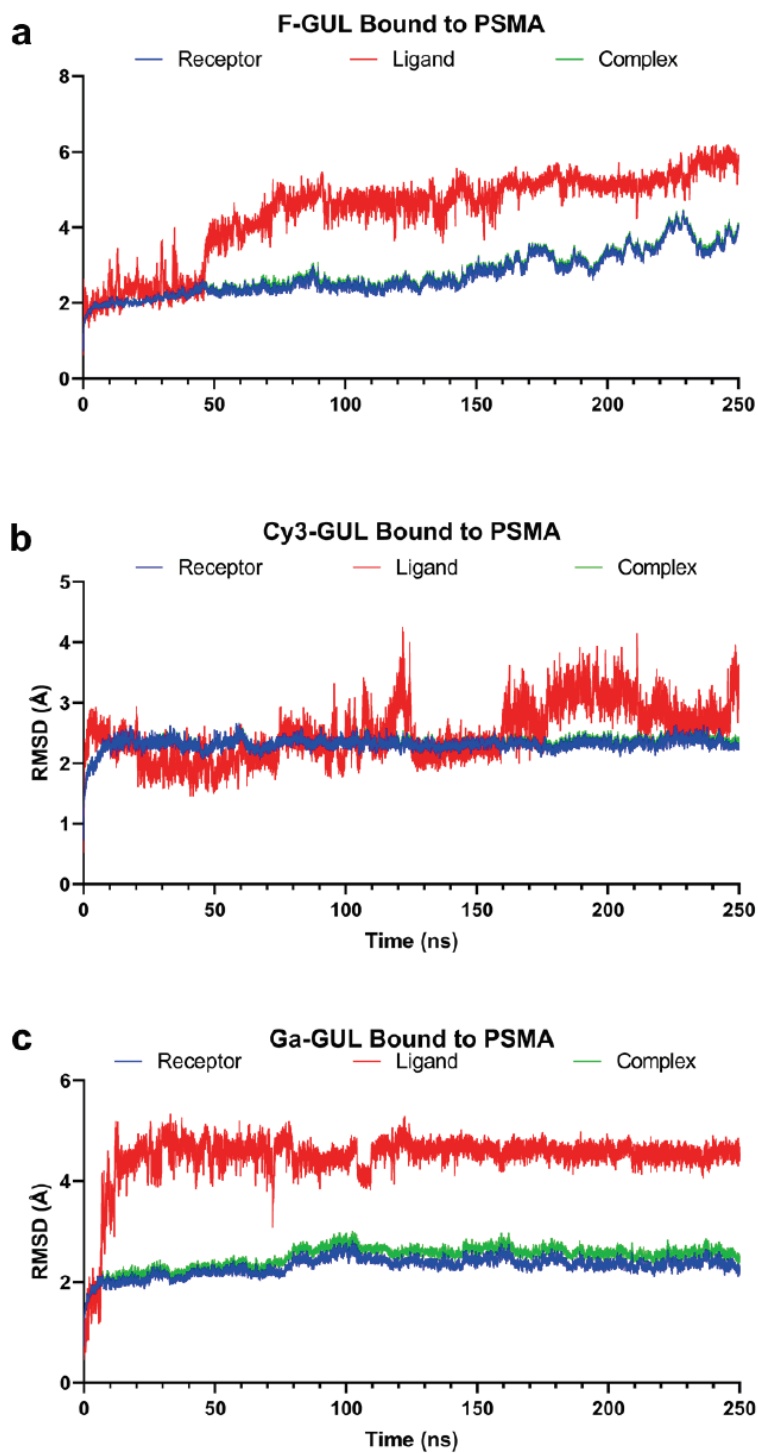 a
F-GUL Bound to PSMA
Receptor Ligand Complex
8
6
4
2
0
0 50 100 150 200 250
b
Cy3-GUL Bound to PSMA
Receptor Ligand Complex
5
4
3
2
1
0
RMSD (Å)
0 50 100 150 200 250
Time (ns)
c
Ga-GUL Bound to PSMA
Receptor Ligand Complex
6
4
2
0
RMSD (Å)
0 50 100 150 200 250
Time (ns)